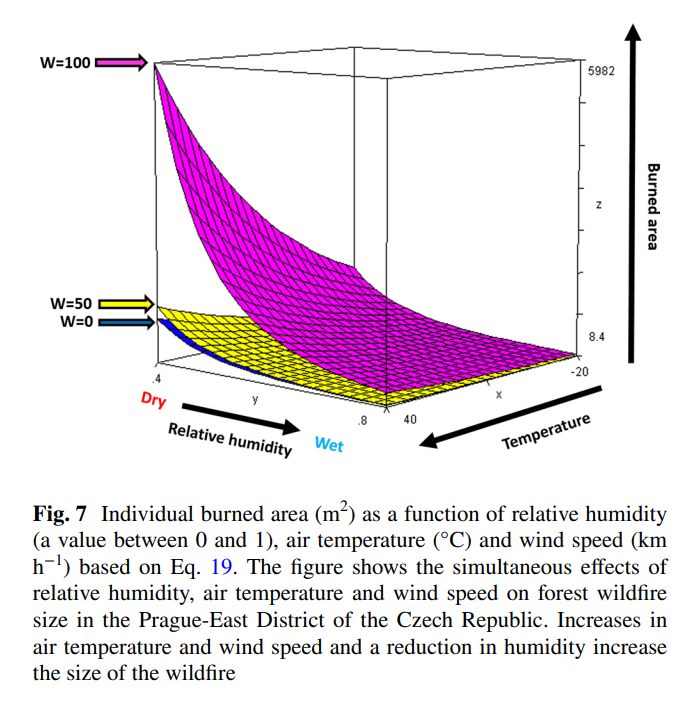 W=100
5982
Burned area
z
W=50
W=0
8.4
-20
.4
x
Dry
y
.8
40
Relative humidity
Wet
Temperature
Fig. 7 Individual burned area (m²) as a function of relative humidity
(a value between 0 and 1), air temperature (°C) and wind speed (km
h⁻¹) based on Eq. 19. The figure shows the simultaneous effects of
relative humidity, air temperature and wind speed on forest wildfire
size in the Prague-East District of the Czech Republic. Increases in
air temperature and wind speed and a reduction in humidity increase
the size of the wildfire